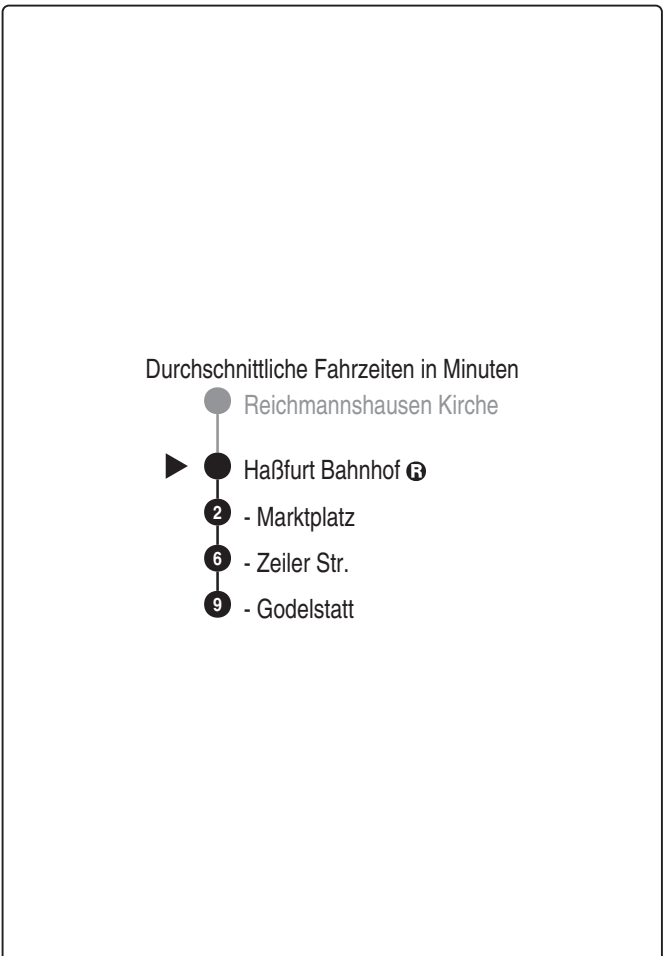 Durchschnittliche Fahrzeiten in Minuten
Reichmannshausen Kirche
Haßfurt Bahnhof R
2 - Marktplatz
6 - Zeiler Str.
9 - Godelstatt